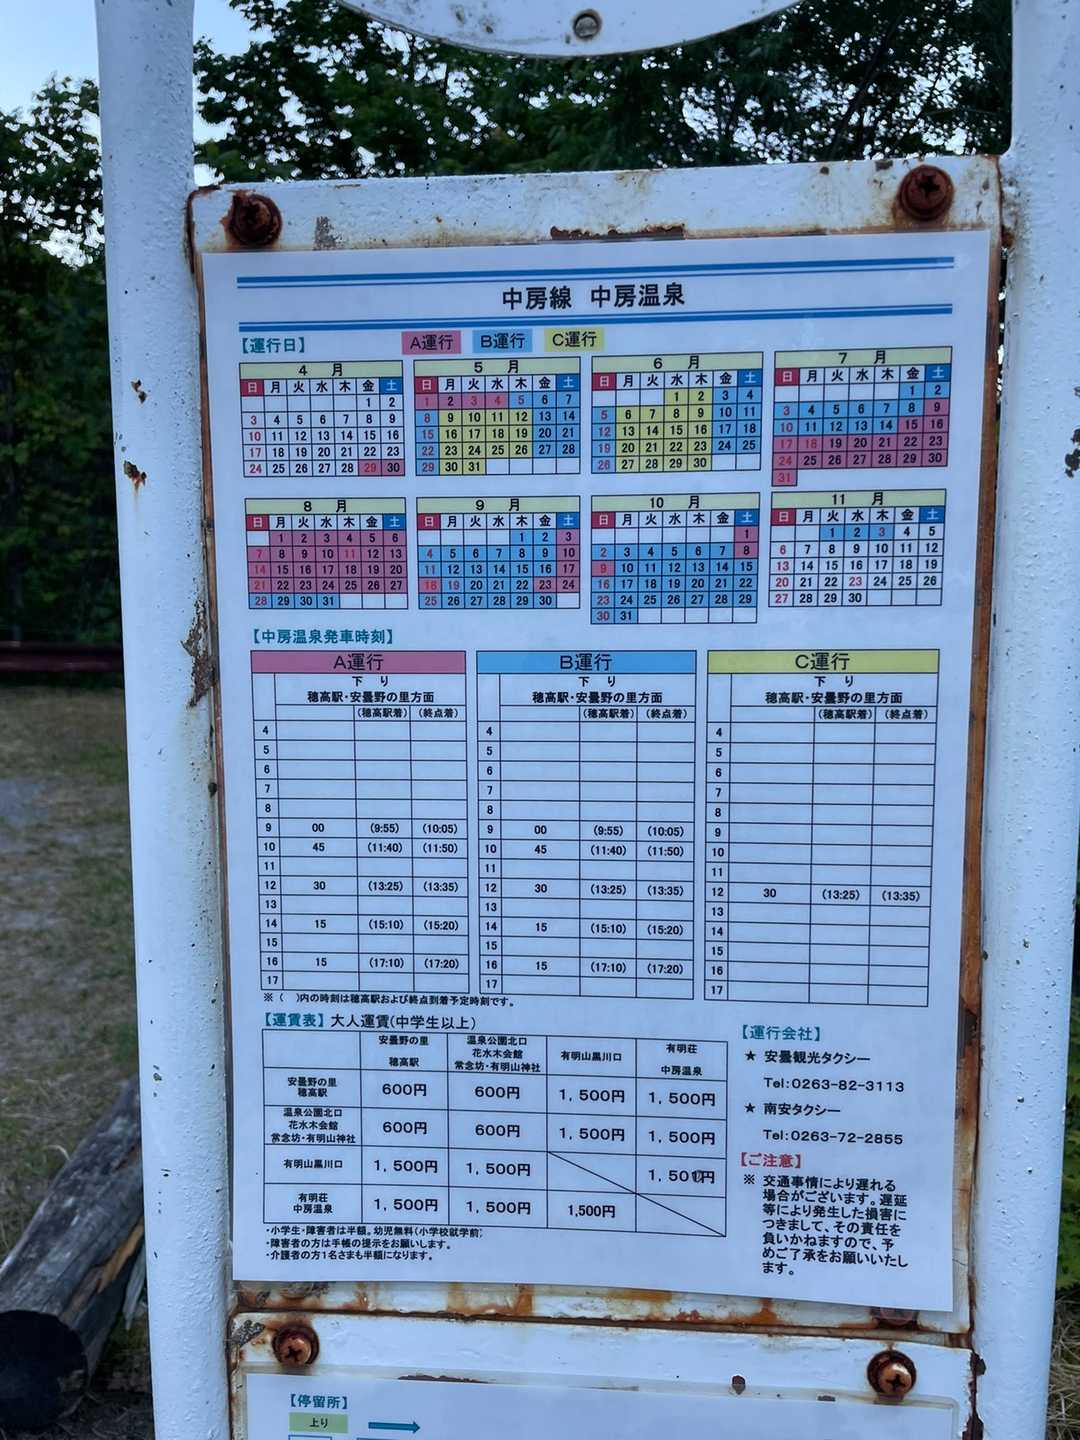 中房線 中房温泉
【運行日】 A運行 B運行 C運行
4 月
日 月 火 水 木 金 土
1 2
3 4 5 6 7 8 9
10 11 12 13 14 15 16
17 18 19 20 21 22 23
24 25 26 27 28 29 30
5 月
日 月 火 水 木 金 土
1 2 3 4 5 6 7
8 9 10 11 12 13 14
15 16 17 18 19 20 21
22 23 24 25 26 27 28
29 30 31
6 月
日 月 火 水 木 金 土
1 2 3 4
5 6 7 8 9 10 11
12 13 14 15 16 17 18
19 20 21 22 23 24 25
26 27 28 29 30
7 月
日 月 火 水 木 金 土
1 2
3 4 5 6 7 8 9
10 11 12 13 14 15 16
17 18 19 20 21 22 23
24 25 26 27 28 29 30
31
8 月
日 月 火 水 木 金 土
1 2 3 4 5 6
7 8 9 10 11 12 13
14 15 16 17 18 19 20
21 22 23 24 25 26 27
28 29 30 31
9 月
日 月 火 水 木 金 土
1 2 3
4 5 6 7 8 9 10
11 12 13 14 15 16 17
18 19 20 21 22 23 24
25 26 27 28 29 30
10 月
日 月 火 水 木 金 土
1
2 3 4 5 6 7 8
9 10 11 12 13 14 15
16 17 18 19 20 21 22
23 24 25 26 27 28 29
30 31
11 月
日 月 火 水 木 金 土
1 2 3 4 5
6 7 8 9 10 11 12
13 14 15 16 17 18 19
20 21 22 23 24 25 26
27 28 29 30
【中房温泉発車時刻】
A運行
下 り
穂高駅・安曇野の里方面
(穂高駅着) (終点着)
4
5
6
7
8
9 00 (9:55) (10:05)
10 45 (11:40) (11:50)
11
12 30 (13:25) (13:35)
13
14 15 (15:10) (15:20)
15
16 15 (17:10) (17:20)
17
B運行
下 り
穂高駅・安曇野の里方面
(穂高駅着) (終点着)
4
5
6
7
8
9 00 (9:55) (10:05)
10 45 (11:40) (11:50)
11
12 30 (13:25) (13:35)
13
14 15 (15:10) (15:20)
15
16 15 (17:10) (17:20)
17
C運行
下 り
穂高駅・安曇野の里方面
(穂高駅着) (終点着)
4
5
6
7
8
9
10
11
12 30 (13:25) (13:35)
13
14
15
16
17
※ ( )内の時刻は穂高駅および終点到着予定時刻です。
【運賃表】 大人運賃(中学生以上)
安曇野の里
穂高駅
温泉公園北口
花水木会館
常念坊・有明山神社
有明山黒川口
有明荘
中房温泉
安曇野の里
穂高駅
600円 600円 1,500円 1,500円
温泉公園北口
花水木会館
常念坊・有明山神社
600円 600円 1,500円 1,500円
有明山黒川口 1,500円 1,500円 1,501円
有明荘
中房温泉
1,500円 1,500円 1,500円
・小学生・障害者は半額。幼児無料(小学校就学前)
・障害者の方は手帳の提示をお願いします。
・介護者の方1名さまも半額になります。
【運行会社】
★ 安曇観光タクシー
Tel:0263-82-3113
★ 南安タクシー
Tel:0263-72-2855
【ご注意】
※ 交通事情により遅れる
場合がございます。遅延
等により発生した損害に
つきまして、その責任を
負いかねますので、予
めご了承をお願いいたし
ます。
【停留所】
上り